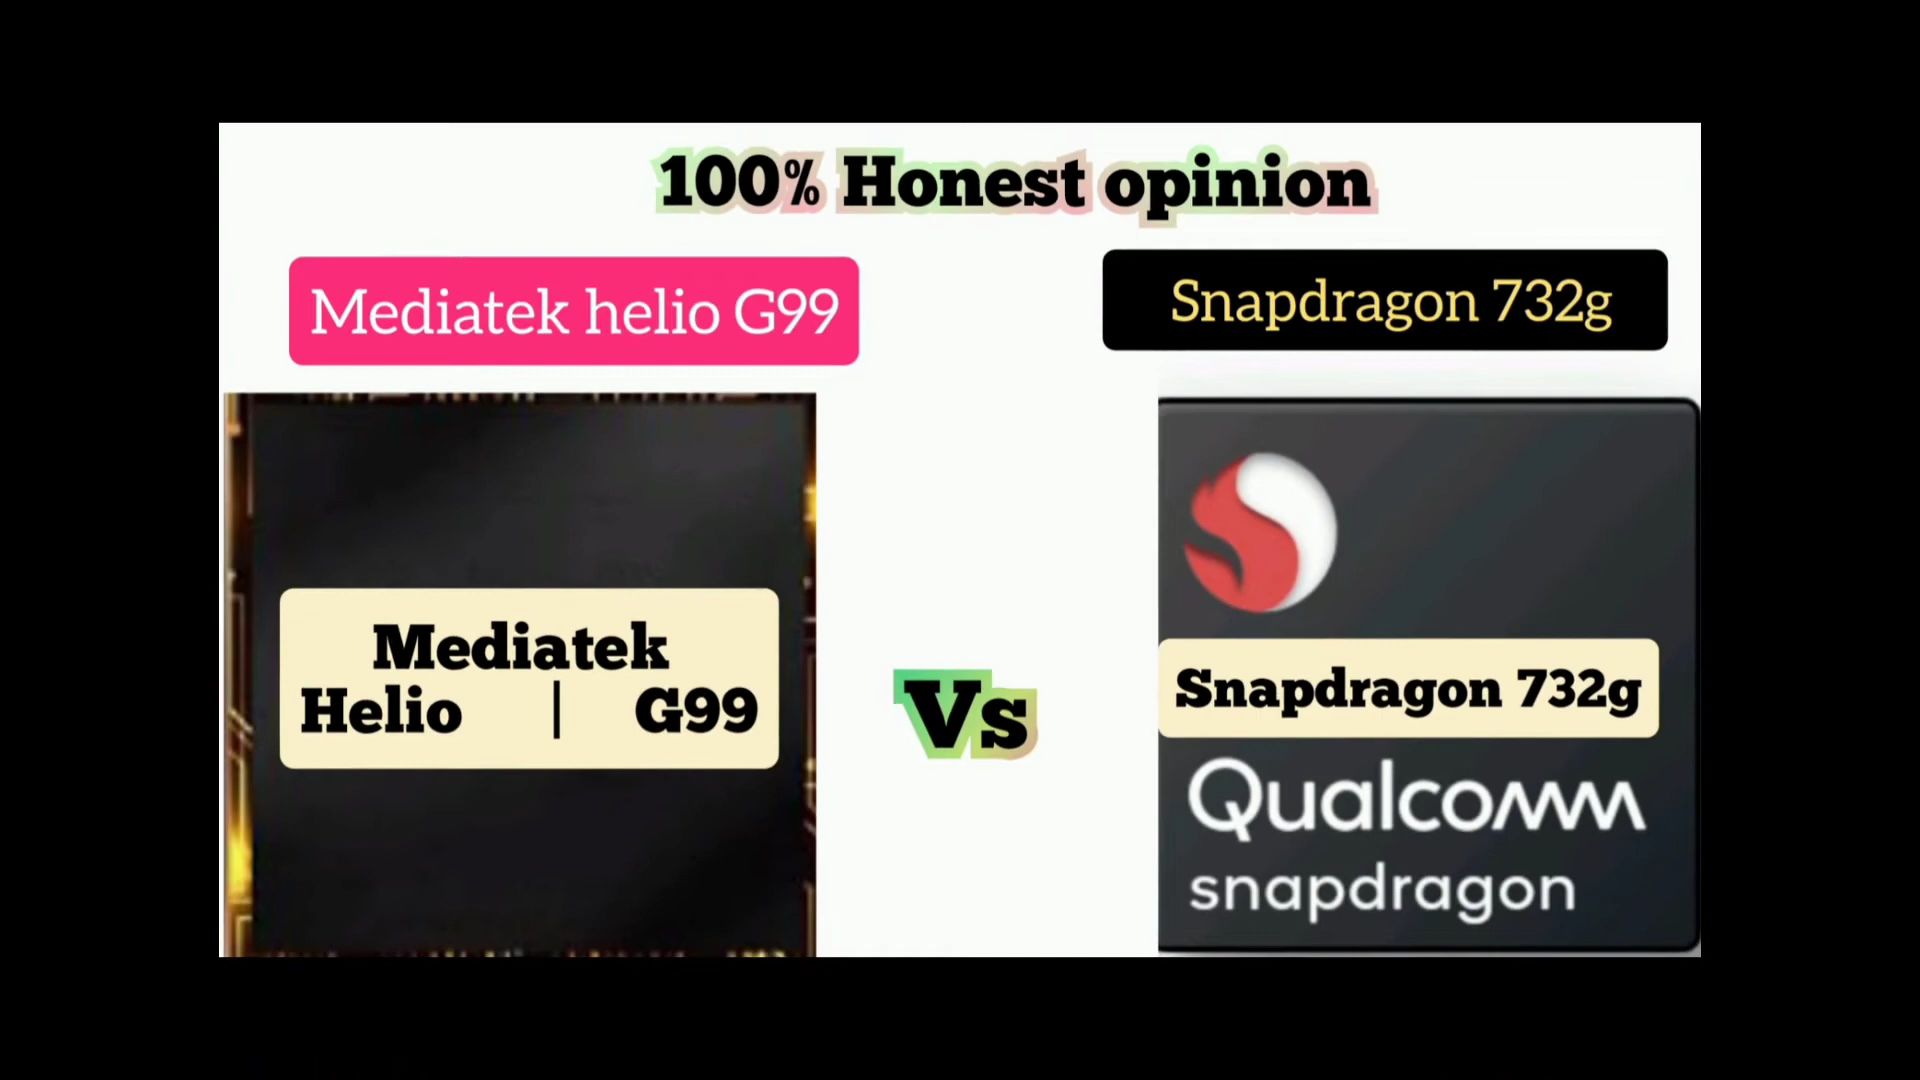 100% Honest opinion
Mediatek helio G99
Snapdragon 732g
Mediatek
Helio | G99
Vs
Snapdragon 732g
Qualcomm
snapdragon